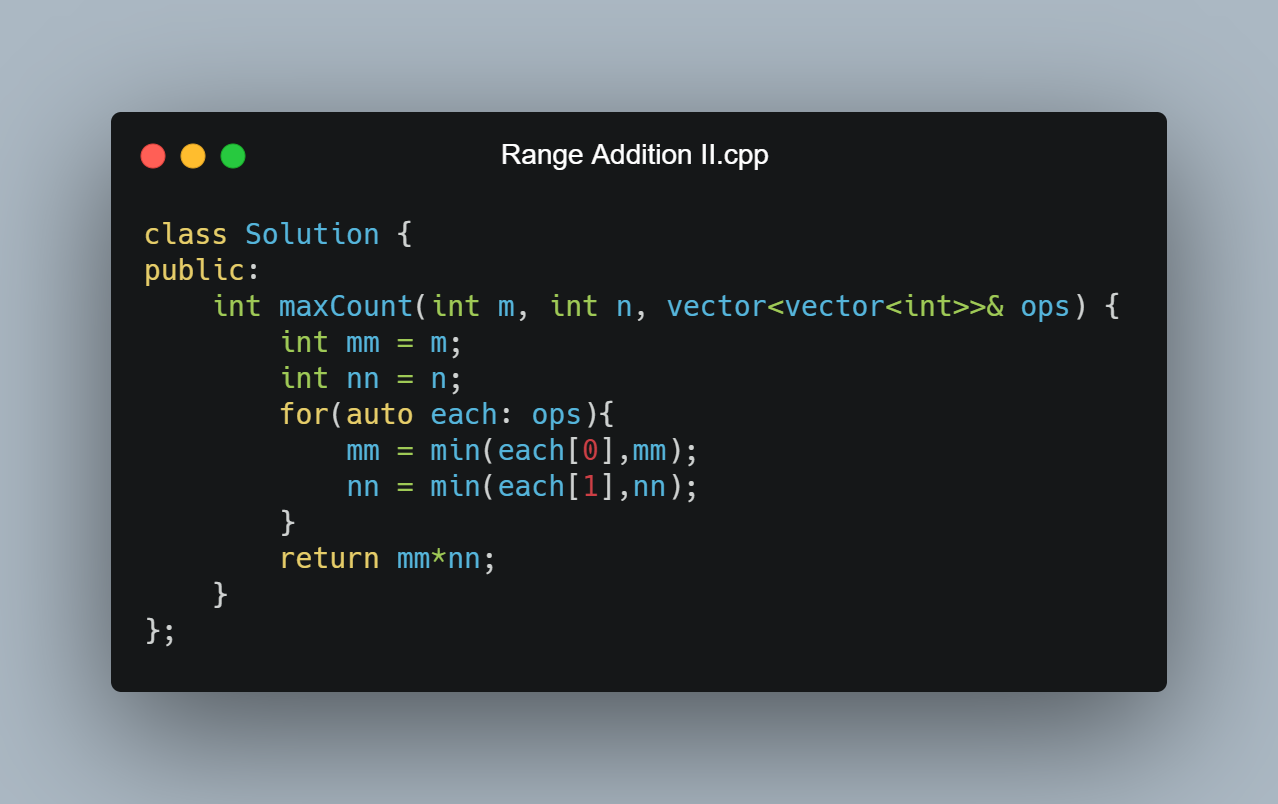 Range Addition II.cpp
class Solution {
public:
    int maxCount(int m, int n, vector<vector<int>>& ops) {
        int mm = m;
        int nn = n;
        for(auto each: ops){
            mm = min(each[0],mm);
            nn = min(each[1],nn);
        }
        return mm*nn;
    }
};